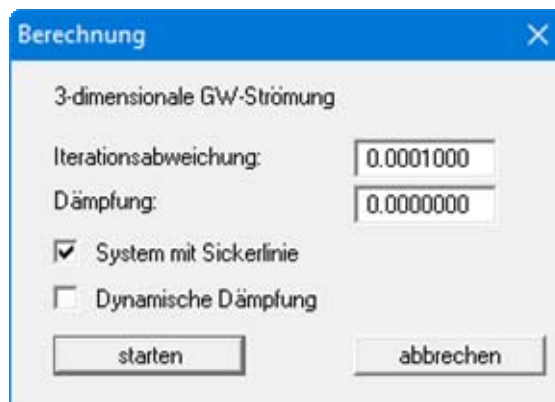 Berechnung
3-dimensionale GW-Strömung
Iterationsabweichung: 0.0001000
Dämpfung: 0.0000000
System mit Sickerlinie
Dynamische Dämpfung
starten abbrechen